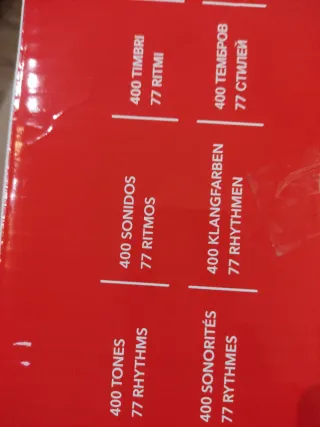 400 TONES
77 RHYTHMS
400 SONIDOS
77 RITMOS
400 TIMBRI
77 RITMI
400 SONORITÉS
77 RYTHMES
400 KLANGFARBEN
77 RHYTHMEN
400 ТЕМБРОВ
77 СТИЛЕЙ